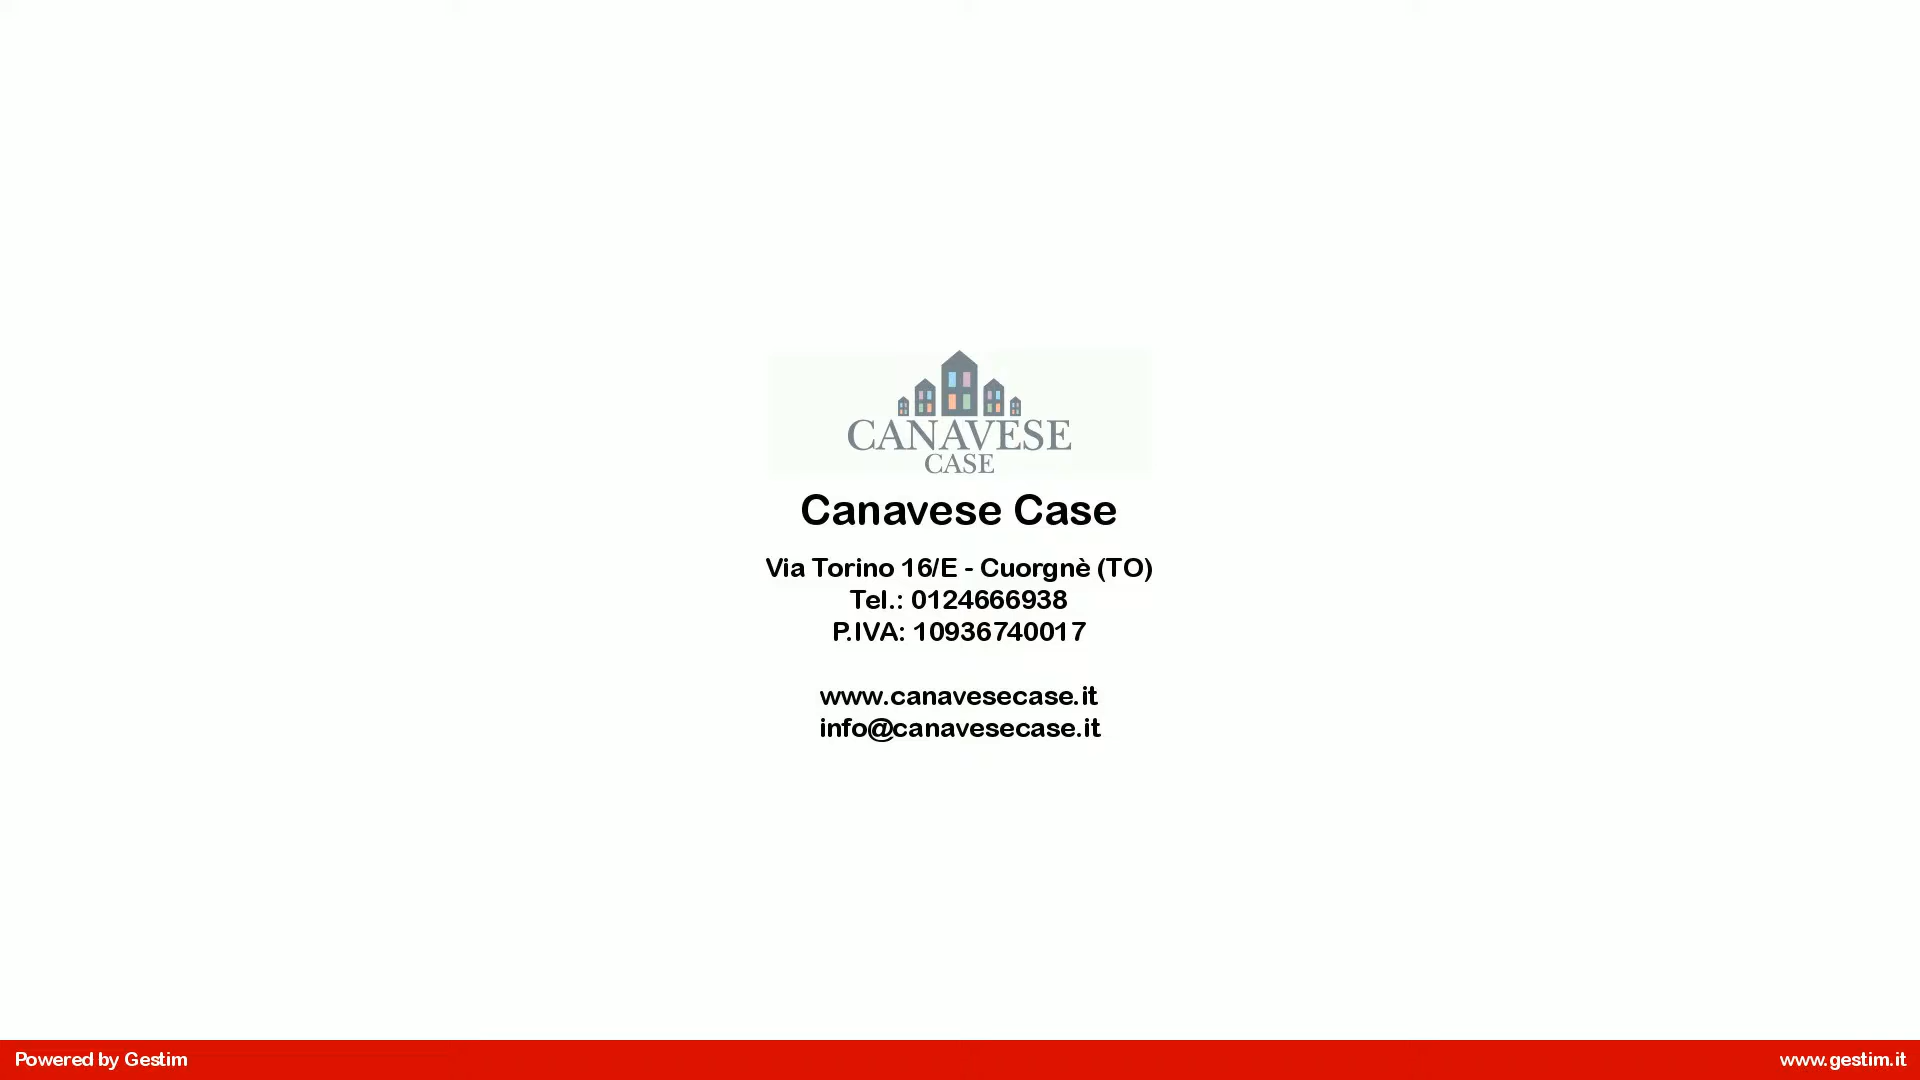 CANAVESE
CASE
Canavese Case
Via Torino 16/E - Cuorgnè (TO)
Tel.: 0124666938
P.IVA: 10936740017
www.canavesecase.it
info@canavesecase.it
Powered by Gestim
www.gestim.it